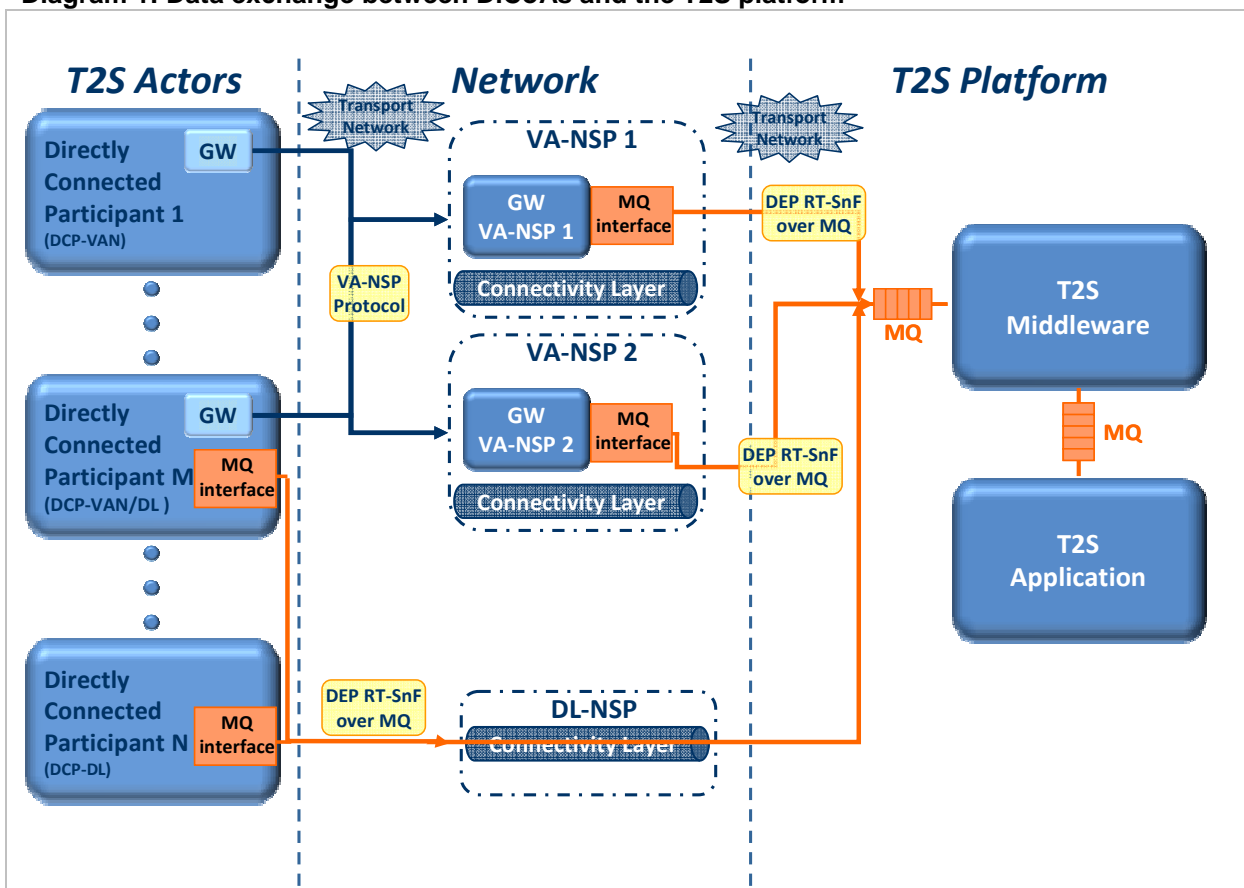 Diagram 1: Data exchange between DiCoAs and the T2S platform
T2S Actors
Network
T2S Platform
Transport
Network
Transport
Network
Directly
Connected
Participant 1
(DCP-VAN)
GW
VA-NSP
Protocol
VA-NSP 1
GW
VA-NSP 1
MQ
interface
Connectivity Layer
DEP RT-SnF
over MQ
VA-NSP 2
GW
VA-NSP 2
MQ
interface
Connectivity Layer
DEP RT-SnF
over MQ
MQ
T2S
Middleware
MQ
T2S
Application
Directly
Connected
Participant M
(DCP-VAN/DL )
GW
MQ
interface
Directly
Connected
Participant N
(DCP-DL)
MQ
interface
DEP RT-SnF
over MQ
DL-NSP
Connectivity Layer